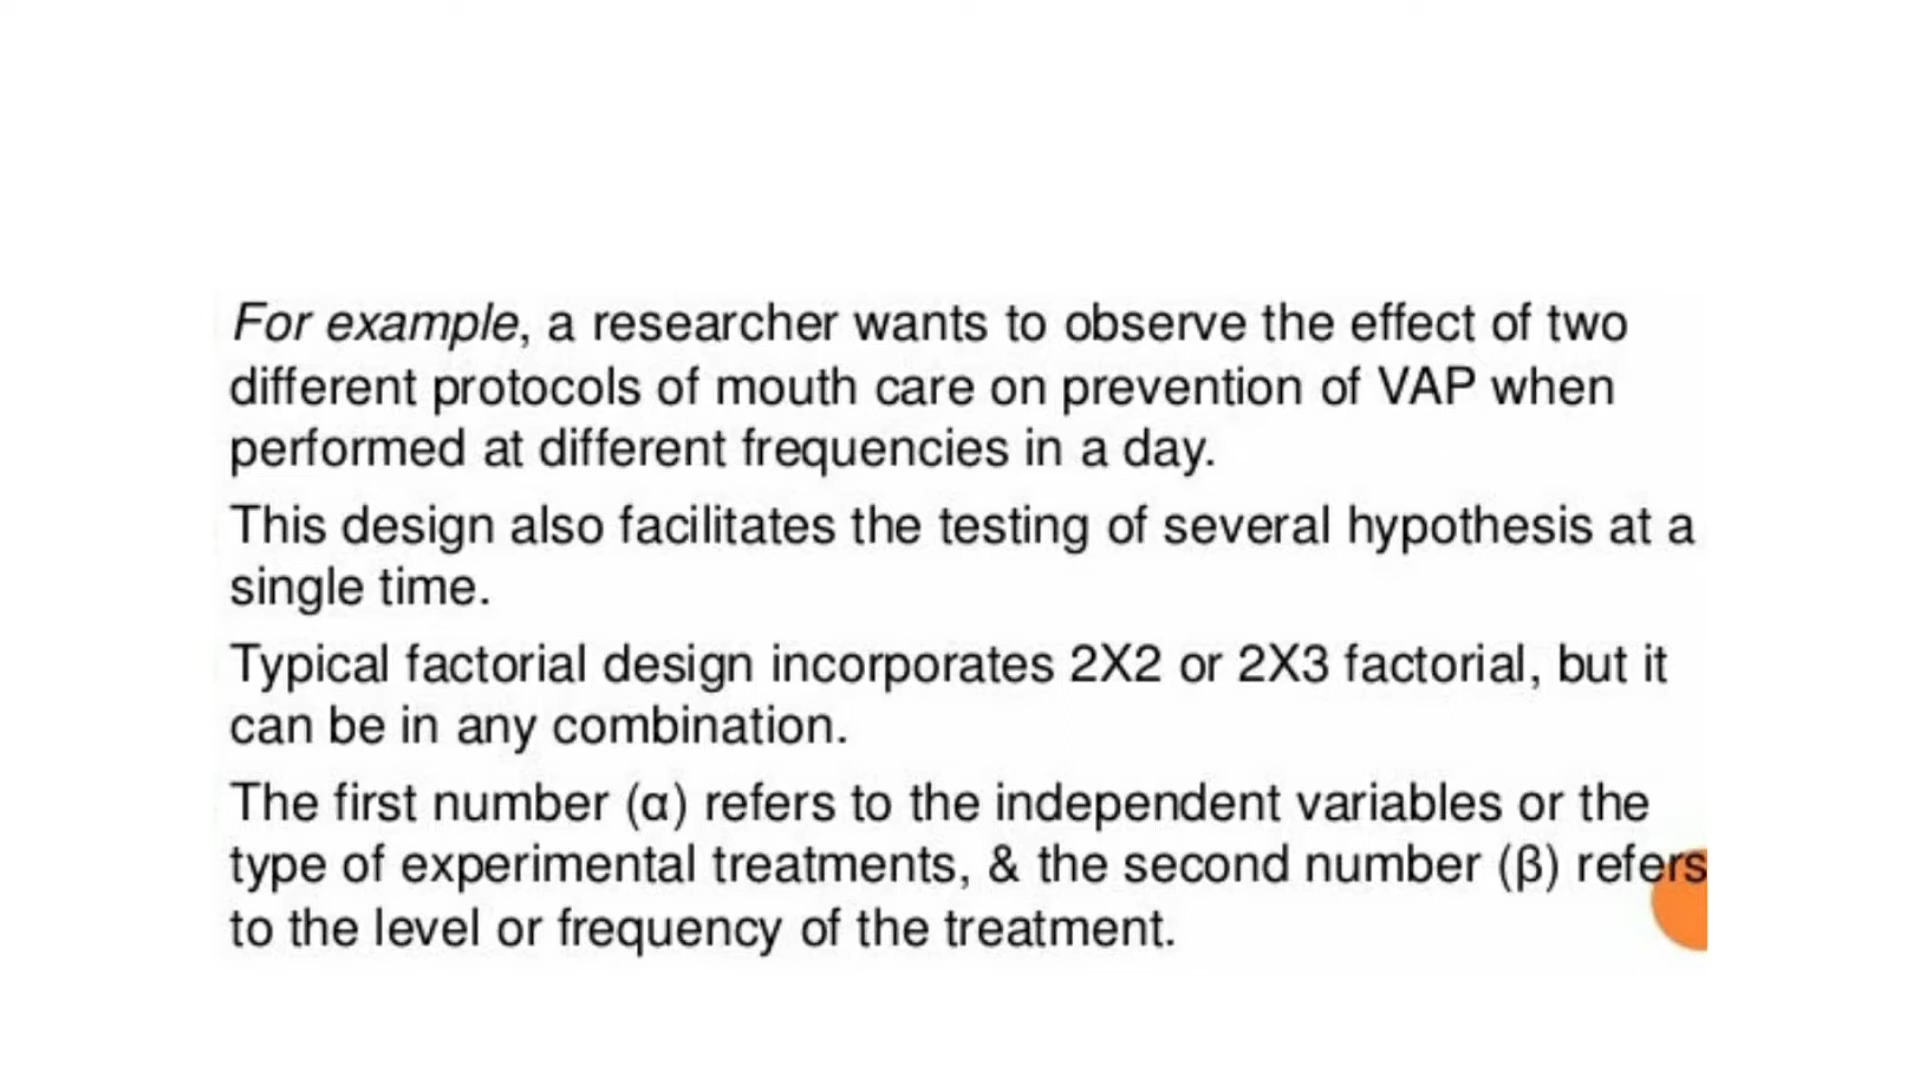 For example, a researcher wants to observe the effect of two
different protocols of mouth care on prevention of VAP when
performed at different frequencies in a day.
This design also facilitates the testing of several hypothesis at a
single time.
Typical factorial design incorporates 2X2 or 2X3 factorial, but it
can be in any combination.
The first number (α) refers to the independent variables or the
type of experimental treatments, & the second number (β) refers
to the level or frequency of the treatment.